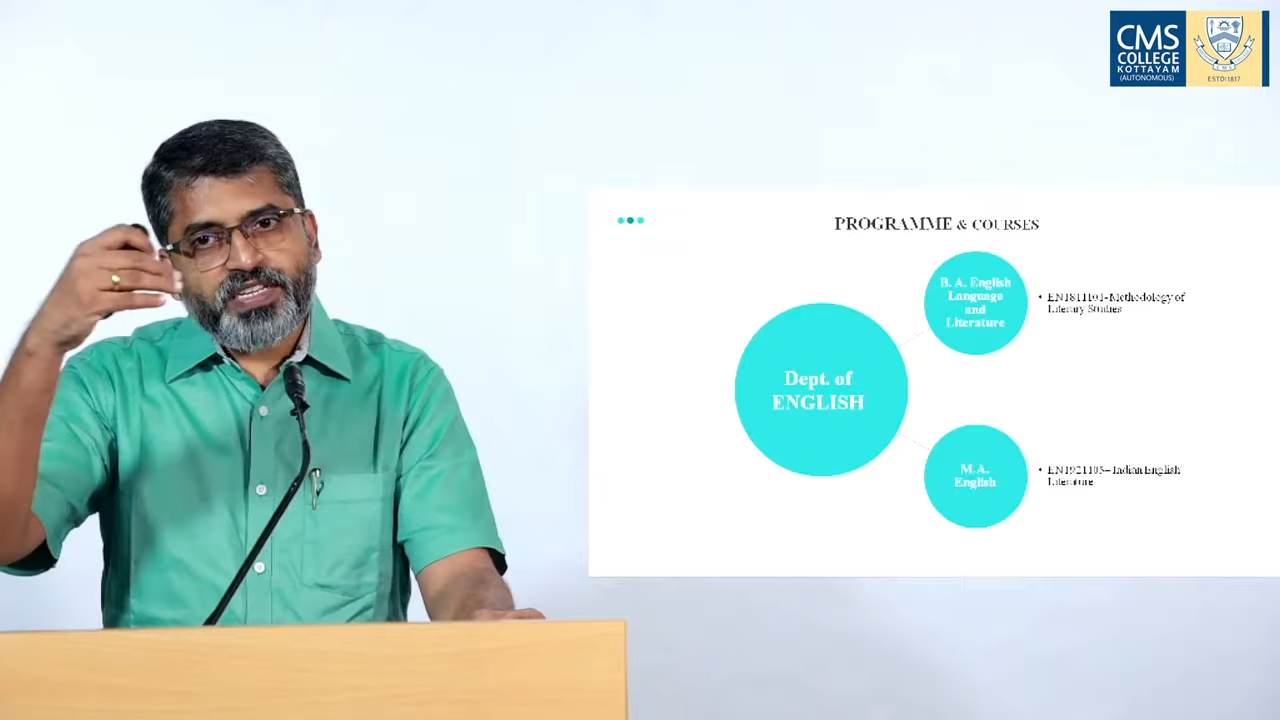 CMS
COLLEGE
KOTTAYAM
(AUTONOMOUS)
ESTD:1817
PROGRAMME & COURSES
Dept. of
ENGLISH
B. A. English
Language
and
Literature
• EN1811101-Methodology of
Literary Studies
M.A.
English
• EN1921105– Indian English
Literature